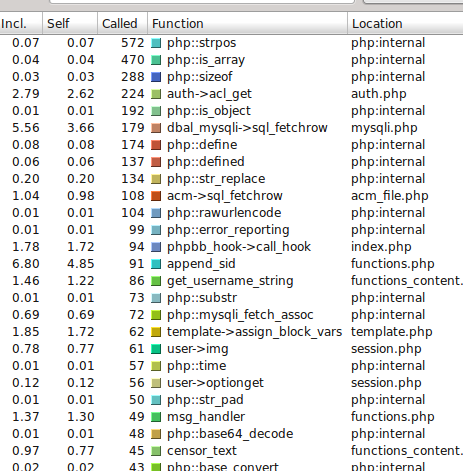 Incl. Self Called Function Location
0.07 0.07 572 php::strpos php:internal
0.04 0.04 470 php::is_array php:internal
0.03 0.03 288 php::sizeof php:internal
2.79 2.62 224 auth->acl_get auth.php
0.01 0.01 192 php::is_object php:internal
5.56 3.66 179 dbal_mysqli->sql_fetchrow mysqli.php
0.08 0.08 174 php::define php:internal
0.06 0.06 137 php::defined php:internal
0.20 0.20 134 php::str_replace php:internal
1.04 0.98 108 acm->sql_fetchrow acm_file.php
0.01 0.01 104 php::rawurlencode php:internal
0.01 0.01 99 php::error_reporting php:internal
1.78 1.72 94 phpbb_hook->call_hook index.php
6.80 4.85 91 append_sid functions.php
1.46 1.22 86 get_username_string functions_content.
0.01 0.01 73 php::substr php:internal
0.69 0.69 72 php::mysqli_fetch_assoc php:internal
1.85 1.72 62 template->assign_block_vars template.php
0.78 0.77 61 user->img session.php
0.01 0.01 57 php::time php:internal
0.12 0.12 56 user->optionget session.php
0.01 0.01 50 php::str_pad php:internal
1.37 1.30 49 msg_handler functions.php
0.01 0.01 48 php::base64_decode php:internal
0.97 0.77 45 censor_text functions_content.
0.02 0.02 43 php::base_convert php:internal